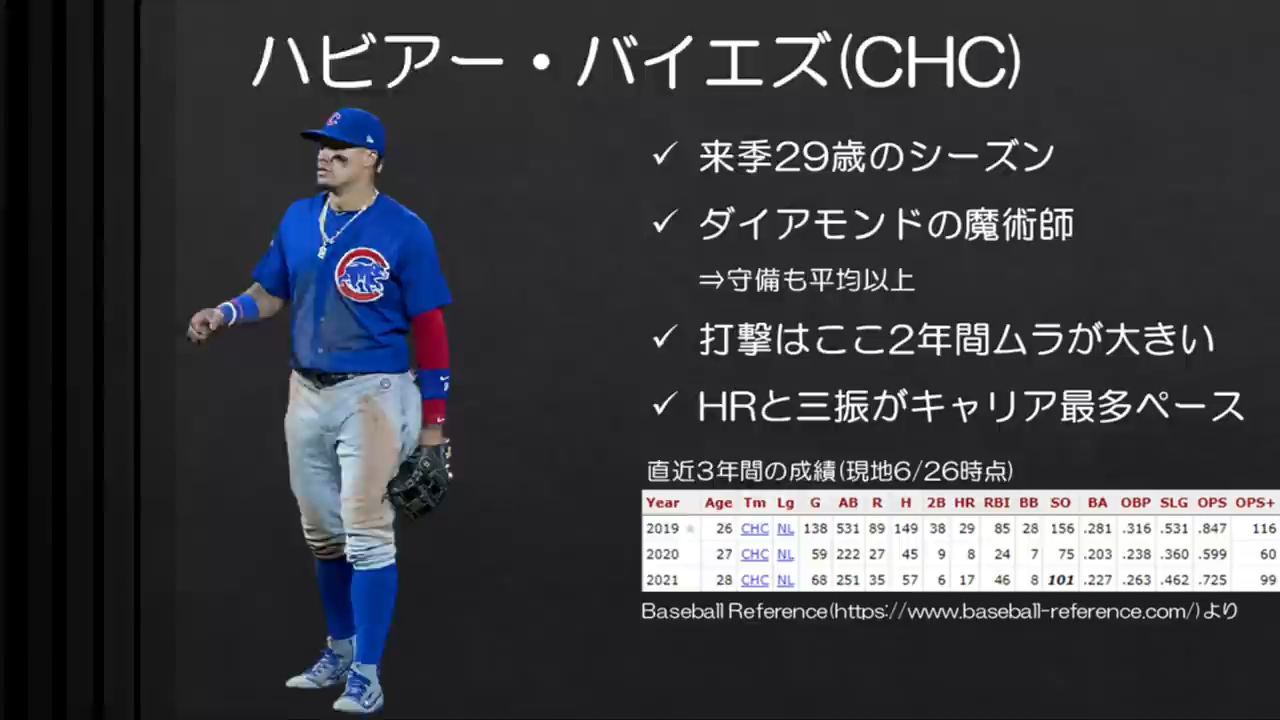 ハビアー・バイエズ(CHC)
✓ 来季29歳のシーズン
✓ ダイアモンドの魔術師
⇒守備も平均以上
✓ 打撃はここ2年間ムラが大きい
✓ HRと三振がキャリア最多ペース
直近3年間の成績(現地6/26時点)
Year Age Tm Lg G AB R H 2B HR RBI BB SO BA OBP SLG OPS OPS+
2019 ★ 26 CHC NL 138 531 89 149 38 29 85 28 156 .281 .316 .531 .847 116
2020 27 CHC NL 59 222 27 45 9 8 24 7 75 .203 .238 .360 .599 60
2021 28 CHC NL 68 251 35 57 6 17 46 8 101 .227 .263 .462 .725 99
Baseball Reference(https://www.baseball-reference.com/)より